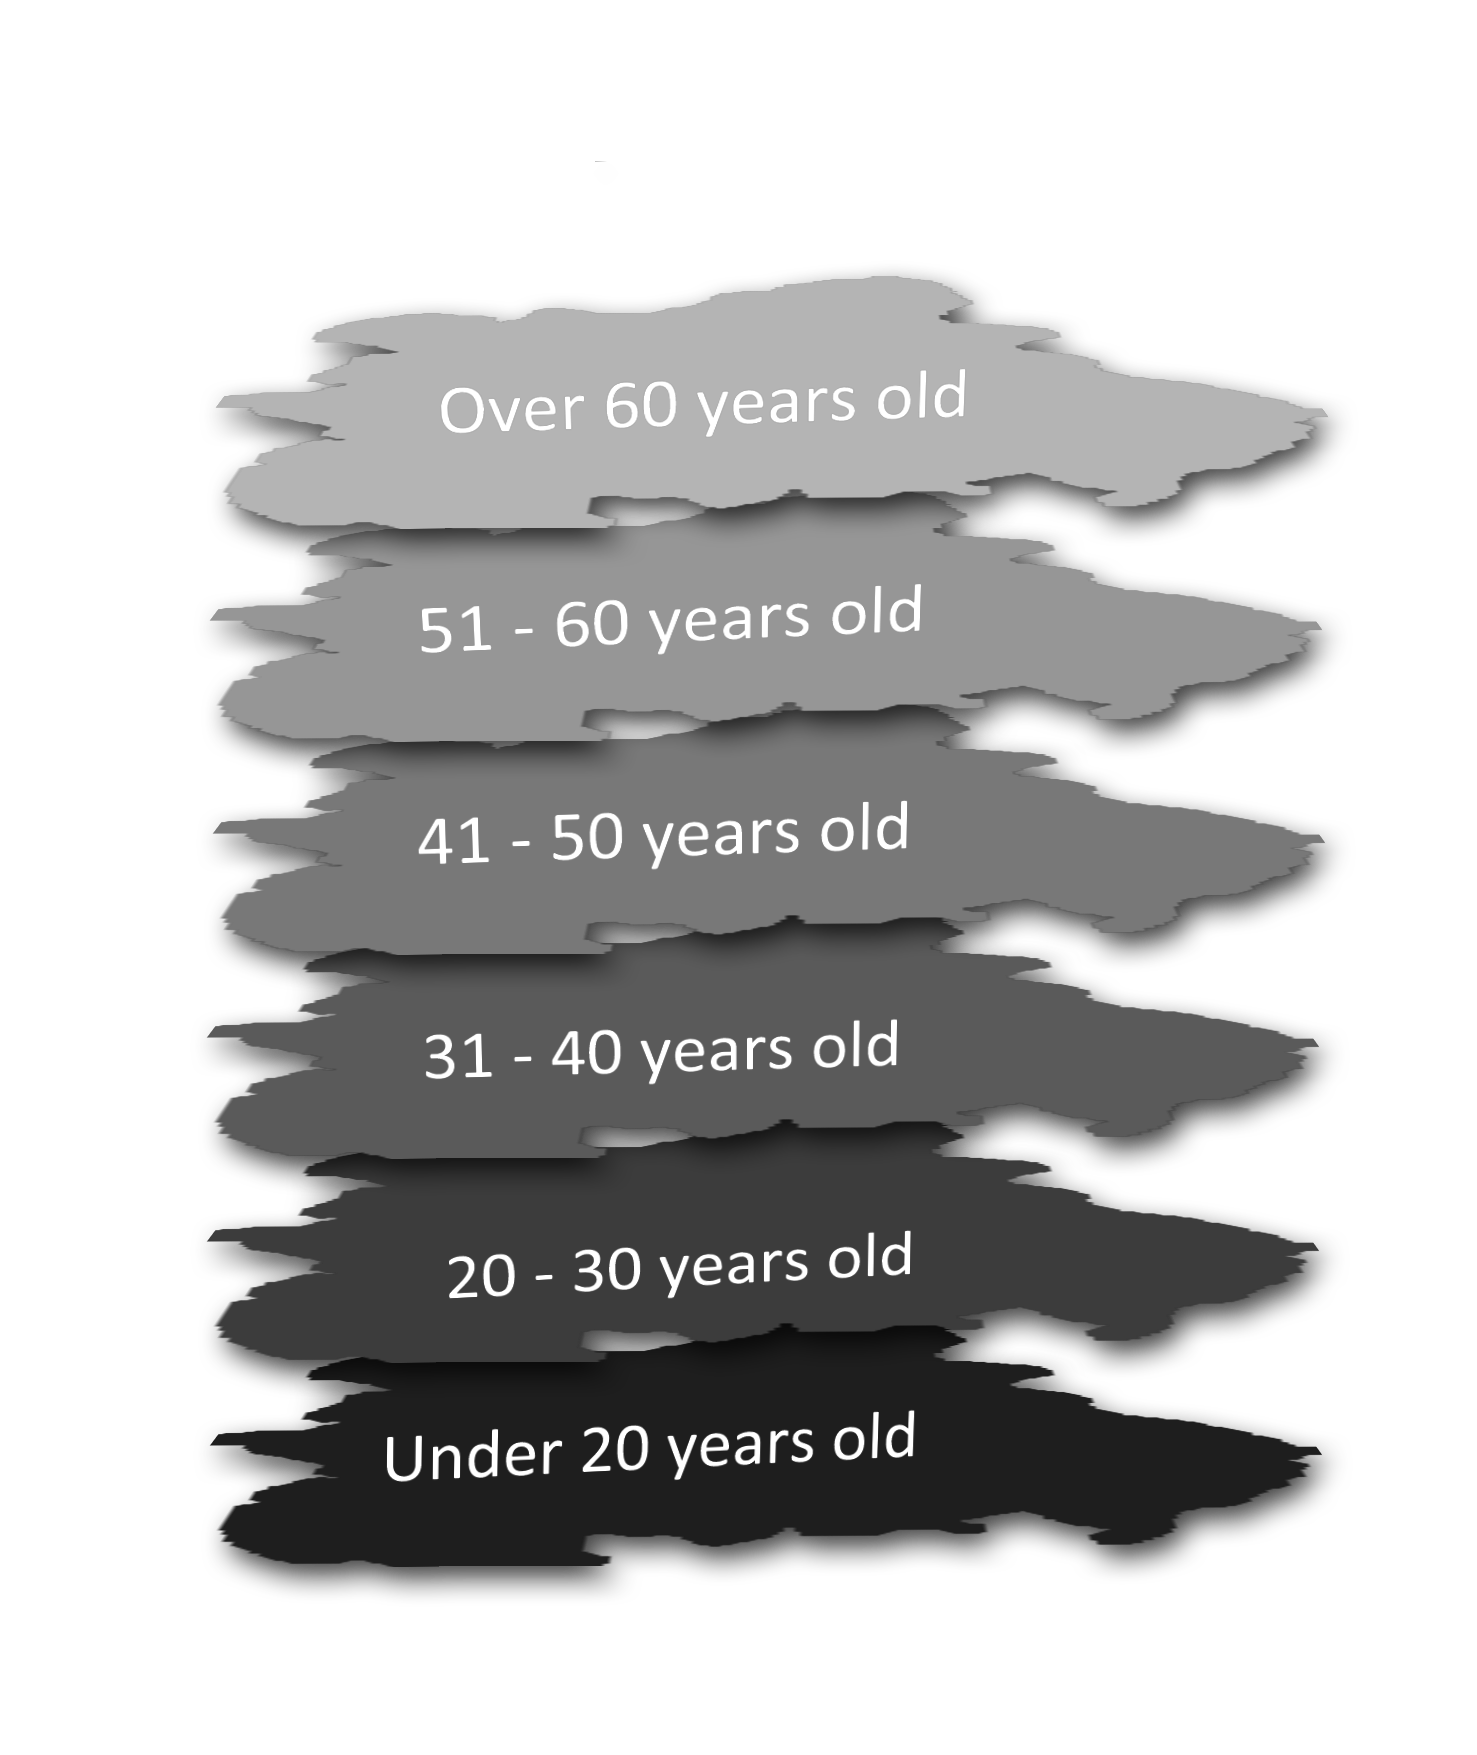 Over 60 years old
51 - 60 years old
41 - 50 years old
31 - 40 years old
20 - 30 years old
Under 20 years old